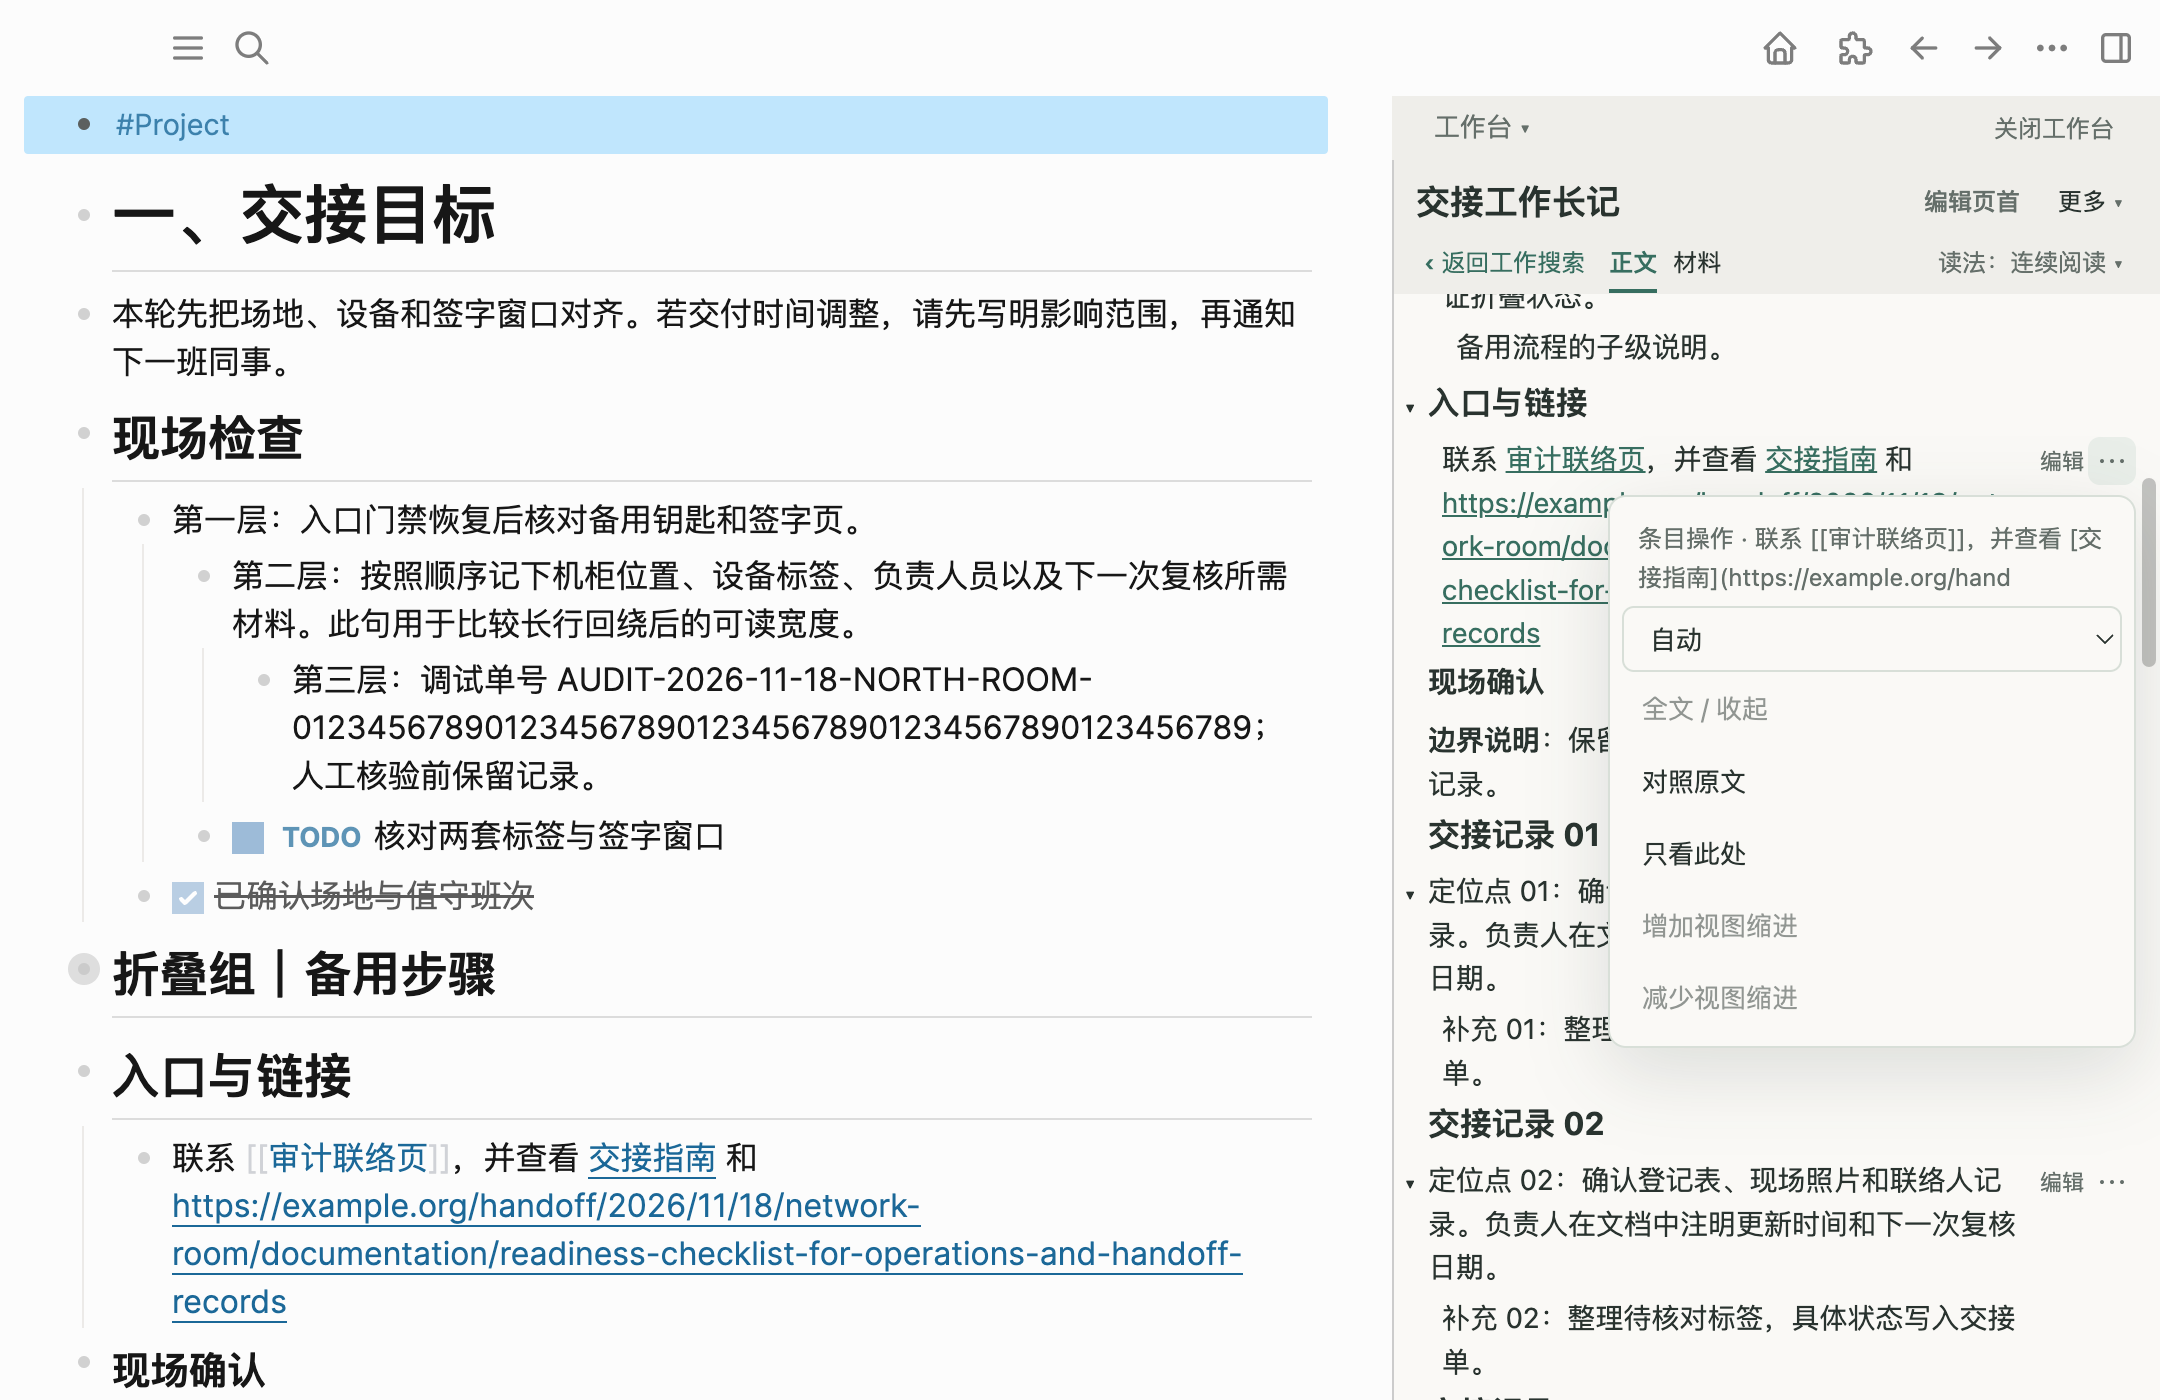 #Project
一、交接目标
本轮先把场地、设备和签字窗口对齐。若交付时间调整，请先写明影响范围，再通知
下一班同事。
现场检查
第一层：入口门禁恢复后核对备用钥匙和签字页。
第二层：按照顺序记下机柜位置、设备标签、负责人员以及下一次复核所需
材料。此句用于比较长行回绕后的可读宽度。
第三层：调试单号 AUDIT-2026-11-18-NORTH-ROOM-
01234567890123456789012345678901234567890123456789；
人工核验前保留记录。
TODO 核对两套标签与签字窗口
已确认场地与值守班次
折叠组 | 备用步骤
入口与链接
联系 [[审计联络页]]，并查看 交接指南 和
https://example.org/handoff/2026/11/18/network-
room/documentation/readiness-checklist-for-operations-and-handoff-
records
现场确认
工作台 ▾
关闭工作台
交接工作长记
编辑页首
更多 ▾
‹ 返回工作搜索
正文
材料
读法：连续阅读 ▾
证折叠状态。
备用流程的子级说明。
入口与链接
联系 审计联络页，并查看 交接指南 和
编辑 ···
https://examp
ork-room/doc
checklist-for-
records
现场确认
边界说明：保留
记录。
交接记录 01
定位点 01：确
录。负责人在文
日期。
补充 01：整理
单。
交接记录 02
定位点 02：确认登记表、现场照片和联络人记
编辑 ···
录。负责人在文档中注明更新时间和下一次复核
日期。
补充 02：整理待核对标签，具体状态写入交接
单。
条目操作 · 联系 [[审计联络页]]，并查看 [交
接指南](https://example.org/hand
自动
全文 / 收起
对照原文
只看此处
增加视图缩进
减少视图缩进